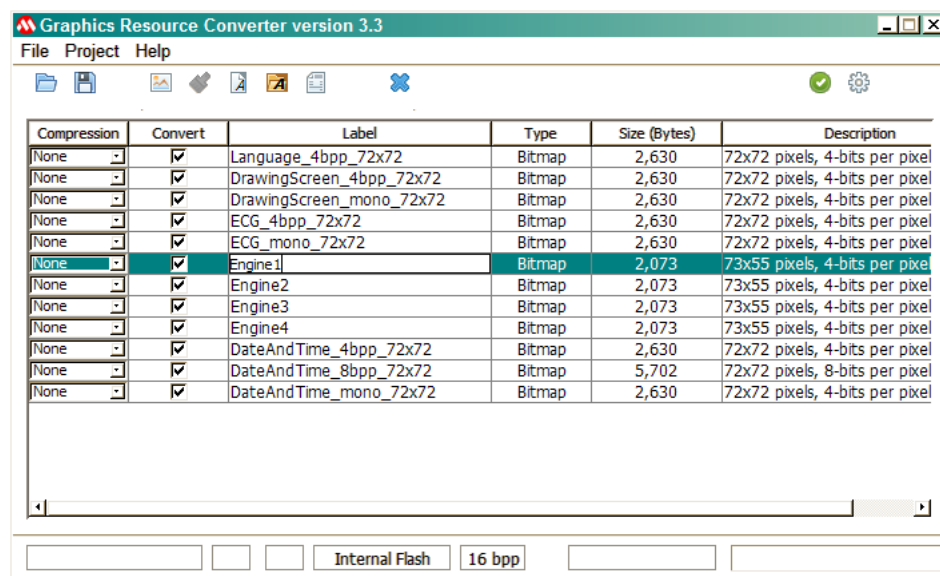 Graphics Resource Converter version 3.3
File Project Help
Compression Convert Label Type Size (Bytes) Description
None Language_4bpp_72x72 Bitmap 2,630 72x72 pixels, 4-bits per pixel
None DrawingScreen_4bpp_72x72 Bitmap 2,630 72x72 pixels, 4-bits per pixel
None DrawingScreen_mono_72x72 Bitmap 2,630 72x72 pixels, 4-bits per pixel
None ECG_4bpp_72x72 Bitmap 2,630 72x72 pixels, 4-bits per pixel
None ECG_mono_72x72 Bitmap 2,630 72x72 pixels, 4-bits per pixel
None Engine1 Bitmap 2,073 73x55 pixels, 4-bits per pixel
None Engine2 Bitmap 2,073 73x55 pixels, 4-bits per pixel
None Engine3 Bitmap 2,073 73x55 pixels, 4-bits per pixel
None Engine4 Bitmap 2,073 73x55 pixels, 4-bits per pixel
None DateAndTime_4bpp_72x72 Bitmap 2,630 72x72 pixels, 4-bits per pixel
None DateAndTime_8bpp_72x72 Bitmap 5,702 72x72 pixels, 8-bits per pixel
None DateAndTime_mono_72x72 Bitmap 2,630 72x72 pixels, 4-bits per pixel
Internal Flash 16 bpp